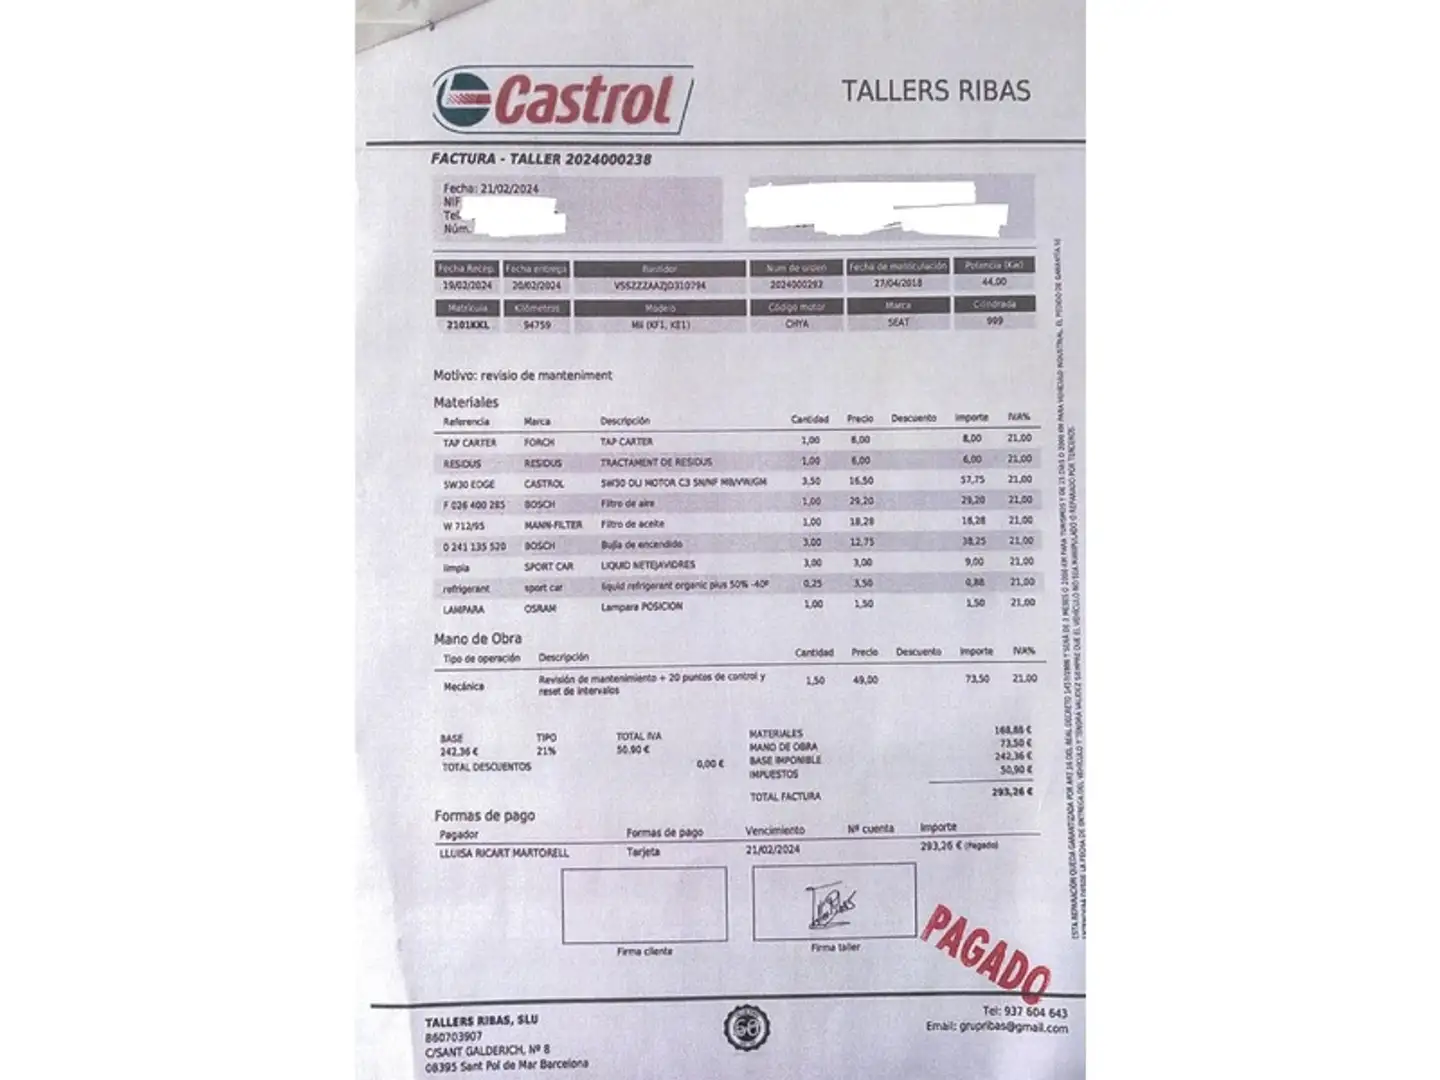 Castrol
TALLERS RIBAS
FACTURA - TALLER 2024000238
Fecha: 21/02/2024
NIF
Tel
Núm.
Fecha Recep. Fecha entrega Bastidor Num de orden Fecha de matriculación Potencia (Kw)
19/02/2024 20/02/2024 VSSZZZAAZJD310794 2024000292 27/04/2018 44,00
Matrícula Kilómetros Modelo Código motor Marca Cilindrada
2101KKL 94759 Mii (KF1, KE1) CHYA SEAT 999
Motivo: revisio de manteniment
Materiales
Referencia Marca Descripción Cantidad Precio Descuento Importe IVA%
TAP CARTER FORCH TAP CARTER 1,00 8,00 8,00 21,00
RESIDUS RESIDUS TRACTAMENT DE RESIDUS 1,00 6,00 6,00 21,00
5W30 EDGE CASTROL 5W30 OLI MOTOR C3 SN/NF MB/VW/GM 3,50 16,50 57,75 21,00
F 026 400 285 BOSCH Filtro de aire 1,00 29,20 29,20 21,00
W 712/95 MANN-FILTER Filtro de aceite 1,00 18,28 18,28 21,00
0 241 135 520 BOSCH Bujía de encendido 3,00 12,75 38,25 21,00
limpia SPORT CAR LIQUID NETEJAVIDRES 3,00 3,00 9,00 21,00
refrigerant sport car liquid refrigerant organic plus 50% -40º 0,25 3,50 0,88 21,00
LAMPARA OSRAM Lampara POSICION 1,00 1,50 1,50 21,00
Mano de Obra
Tipo de operación Descripción Cantidad Precio Descuento Importe IVA%
Mecánica Revisión de mantenimiento + 20 puntos de control y 1,50 49,00 73,50 21,00
reset de intervalos
BASE TIPO TOTAL IVA MATERIALES 168,86 €
242,36 € 21% 50,90 € MANO DE OBRA 73,50 €
TOTAL DESCUENTOS 0,00 € BASE IMPONIBLE 242,36 €
IMPUESTOS 50,90 €
TOTAL FACTURA 293,26 €
Formas de pago
Pagador Formas de pago Vencimiento Nº cuenta Importe
LLUISA RICART MARTORELL Tarjeta 21/02/2024 293,26 € (Pagado)
Firma cliente Firma taller
PAGADO
TALLERS RIBAS, SLU
B60703907
C/SANT GALDERICH, Nº 8
08395 Sant Pol de Mar Barcelona
Tel: 937 604 643
Email: grupribas@gmail.com